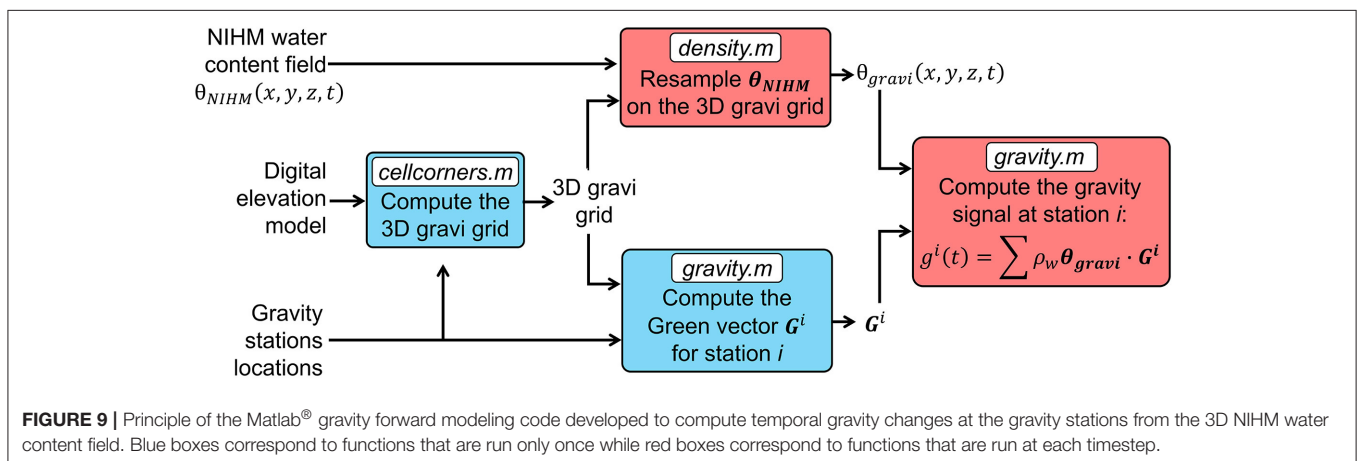 NIHM water
content field
θ_NIHM(x, y, z, t)
density.m
Resample θ_NIHM
on the 3D gravi grid
θ_gravi(x, y, z, t)
Digital
elevation
model
cellcorners.m
Compute the
3D gravi grid
3D gravi
grid
gravity.m
Compute the gravity
signal at station i:
g^i(t) = ∑ ρ_w θ_gravi · G^i
Gravity
stations
locations
gravity.m
Compute the
Green vector G^i
for station i
G^i
FIGURE 9 | Principle of the Matlab® gravity forward modeling code developed to compute temporal gravity changes at the gravity stations from the 3D NIHM water
content field. Blue boxes correspond to functions that are run only once while red boxes correspond to functions that are run at each timestep.